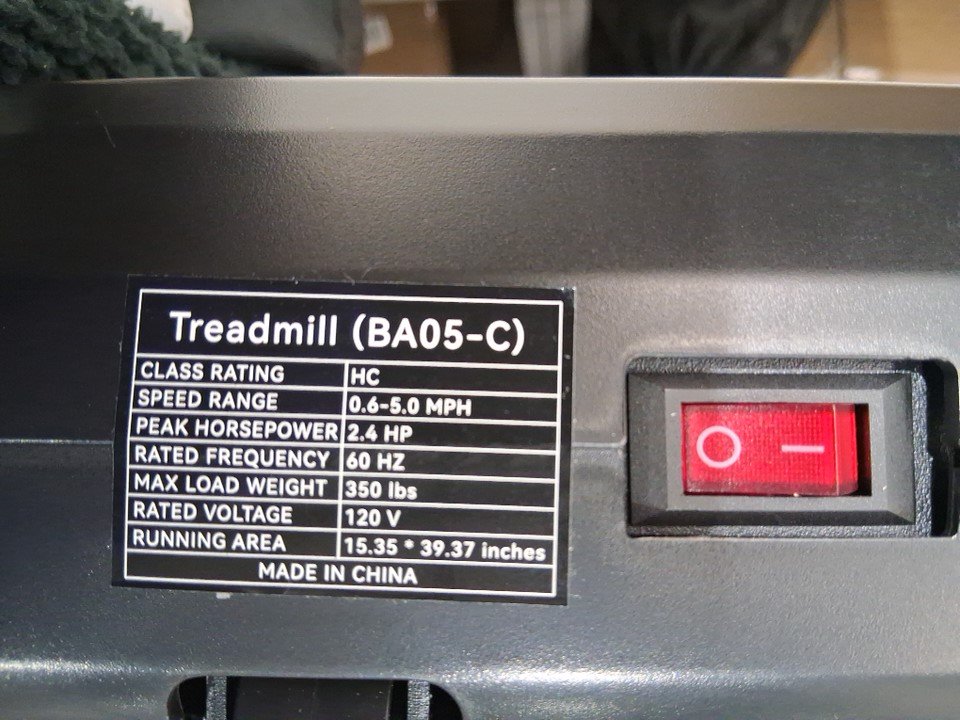 Treadmill (BA05-C)
CLASS RATING HC
SPEED RANGE 0.6-5.0 MPH
PEAK HORSEPOWER 2.4 HP
RATED FREQUENCY 60 HZ
MAX LOAD WEIGHT 350 lbs
RATED VOLTAGE 120 V
RUNNING AREA 15.35 * 39.37 inches
MADE IN CHINA